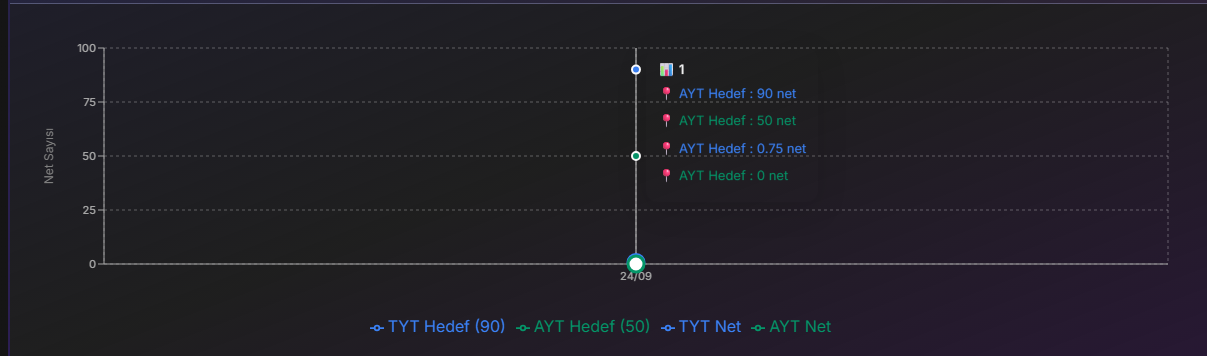 100
75
50
25
0
Net Sayısı
1
AYT Hedef : 90 net
AYT Hedef : 50 net
AYT Hedef : 0.75 net
AYT Hedef : 0 net
24/09
TYT Hedef (90) AYT Hedef (50) TYT Net AYT Net